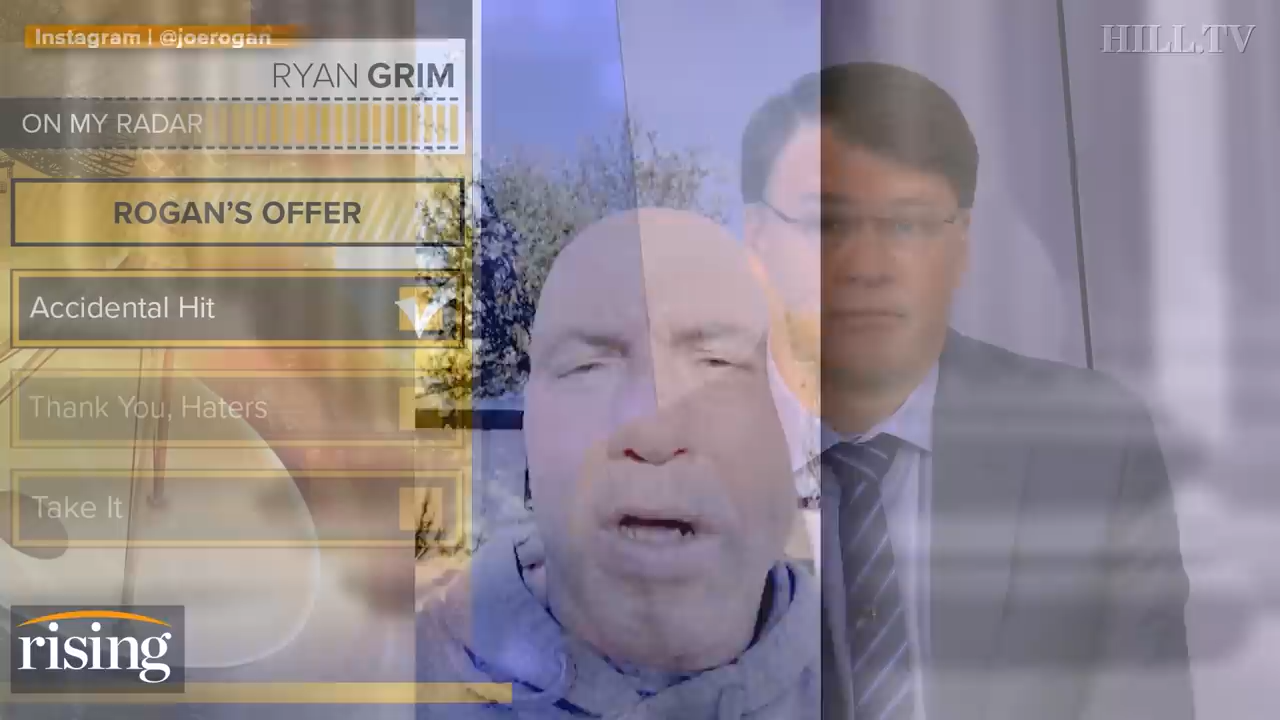 Instagram | @joerogan
HILL.TV
RYAN GRIM
ON MY RADAR
ROGAN'S OFFER
Accidental Hit
Thank You, Haters
Take It
rising